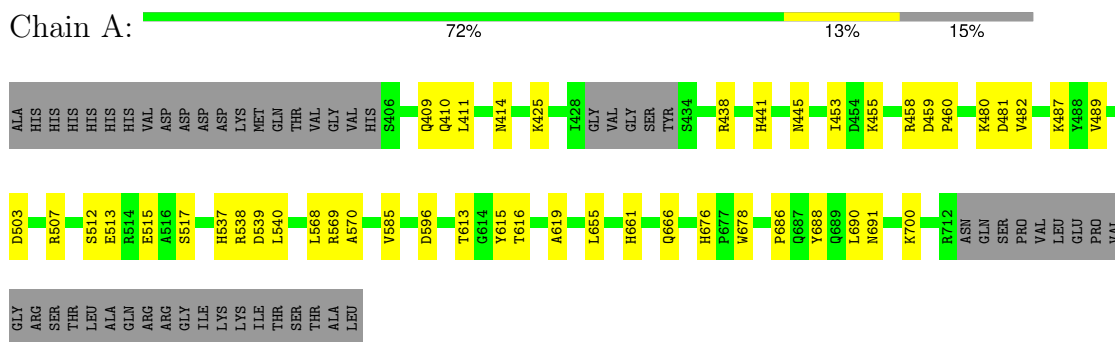 Chain A:
72% 13% 15%
ALA HIS HIS HIS HIS HIS HIS VAL ASP ASP ASP ASP LYS MET GLN THR VAL GLY VAL HIS S406 Q409 Q410 L411 N414 K425 I428 GLY VAL GLY SER TYR S434 R438 H441 N445 I453 D454 K455 R458 D459 P460 K480 D481 V482 K487 Y488 V489
D503 R507 S512 E513 R514 E515 A516 S517 H537 R538 D539 L540 L568 R569 A570 V585 D596 T613 G614 Y615 T616 A619 L655 H661 Q666 H676 P677 W678 P686 Q687 Y688 Q689 L690 N691 K700 R712 ASN GLN SER PRO VAL LEU GLU PRO VAL
GLY ARG SER THR LEU ALA GLN ARG ARG GLY ILE LYS LYS ILE THR SER THR ALA LEU